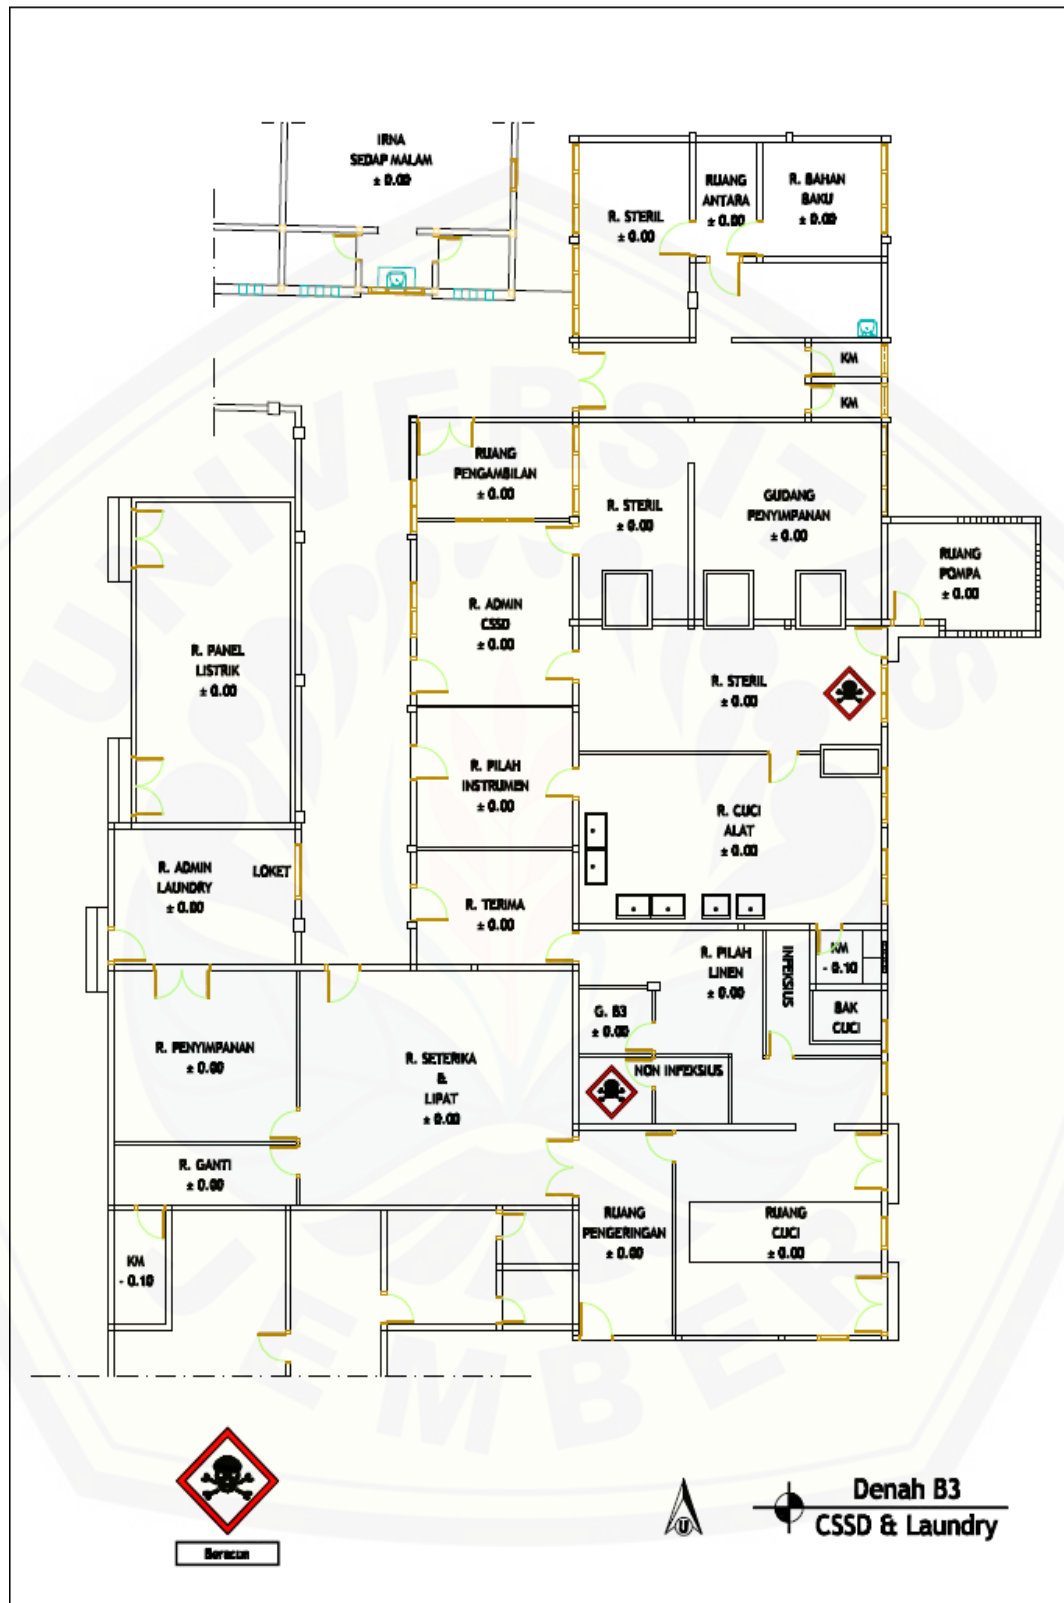 IRNA
SEDAP MALAM
± 0.00
R. STERIL
± 0.00
RUANG
ANTARA
± 0.00
R. BAHAN
BAKU
± 0.00
KM
KM
RUANG
PENGAMBILAN
± 0.00
R. STERIL
± 0.00
GUDANG
PENYIMPANAN
± 0.00
RUANG
POMPA
± 0.00
R. ADMIN
CSSD
± 0.00
R. PANEL
LISTRIK
± 0.00
R. STERIL
± 0.00
R. PILAH
INSTRUMEN
± 0.00
R. CUCI
ALAT
± 0.00
R. ADMIN
LAUNDRY
± 0.00
LOKET
R. TERIMA
± 0.00
R. PILAH
LINEN
± 0.00
INFEKSIUS
KM
- 0.10
BAK
CUCI
G. B3
± 0.00
R. PENYIMPANAN
± 0.00
R. SETERIKA
&
LIPAT
± 0.00
NON INFEKSIUS
R. GANTI
± 0.00
RUANG
PENGERINGAN
± 0.00
RUANG
CUCI
± 0.00
KM
- 0.10
UNIVERSITAS
JEMBER
Beracun
U
Denah B3
CSSD & Laundry